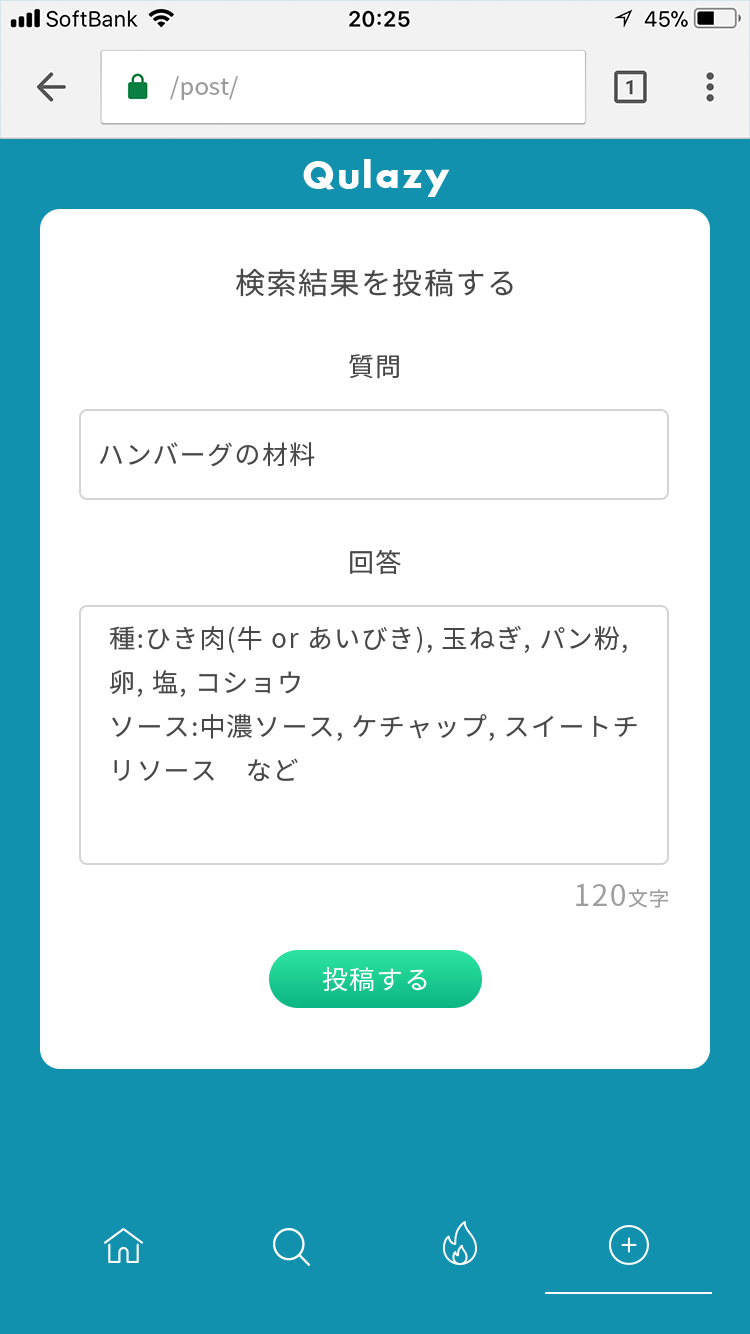 SoftBank 20:25 45%
/post/ 1
Qulazy
検索結果を投稿する
質問
ハンバーグの材料
回答
種:ひき肉(牛 or あいびき), 玉ねぎ, パン粉,
卵, 塩, コショウ
ソース:中濃ソース, ケチャップ, スイートチ
リソース　など
120文字
投稿する